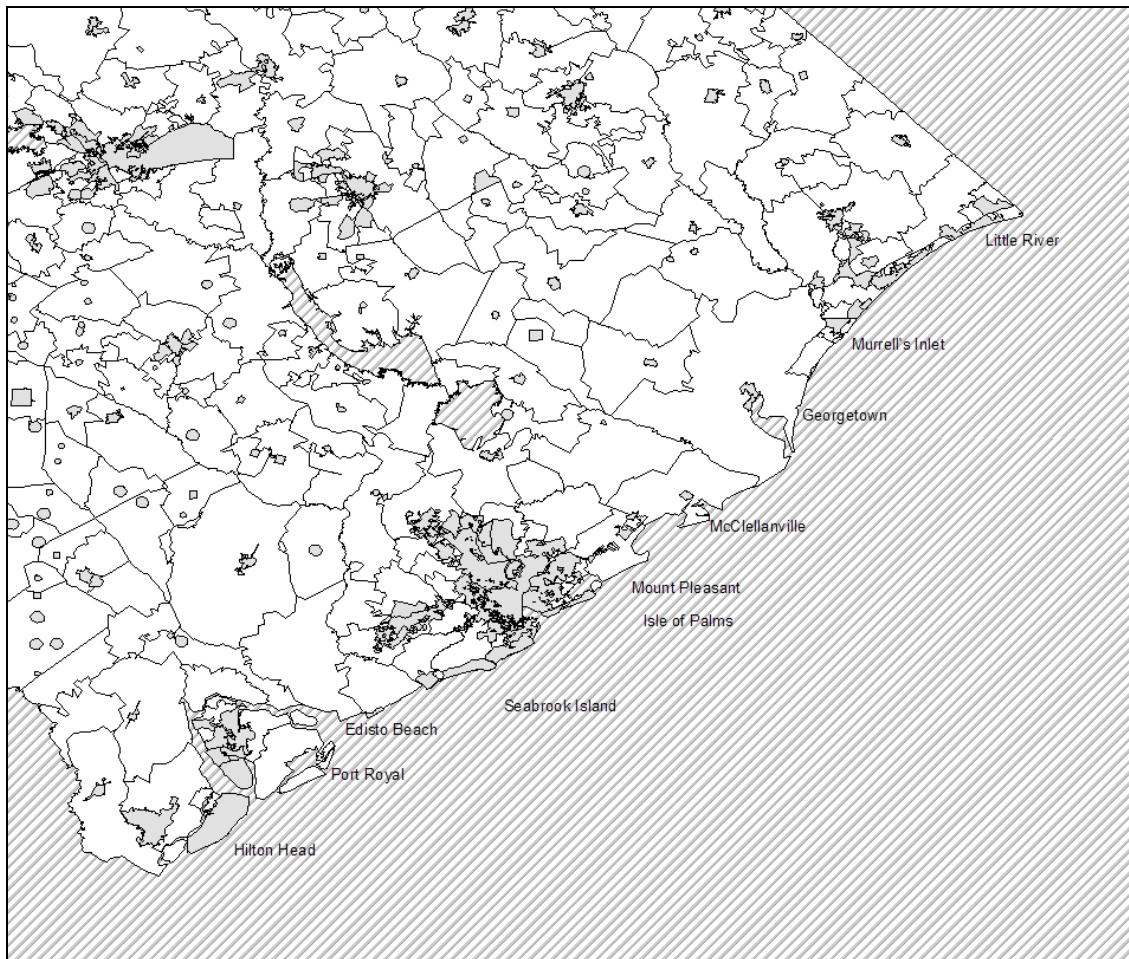 Little River
Murrell's Inlet
Georgetown
McClellanville
Mount Pleasant
Isle of Palms
Seabrook Island
Edisto Beach
Port Royal
Hilton Head